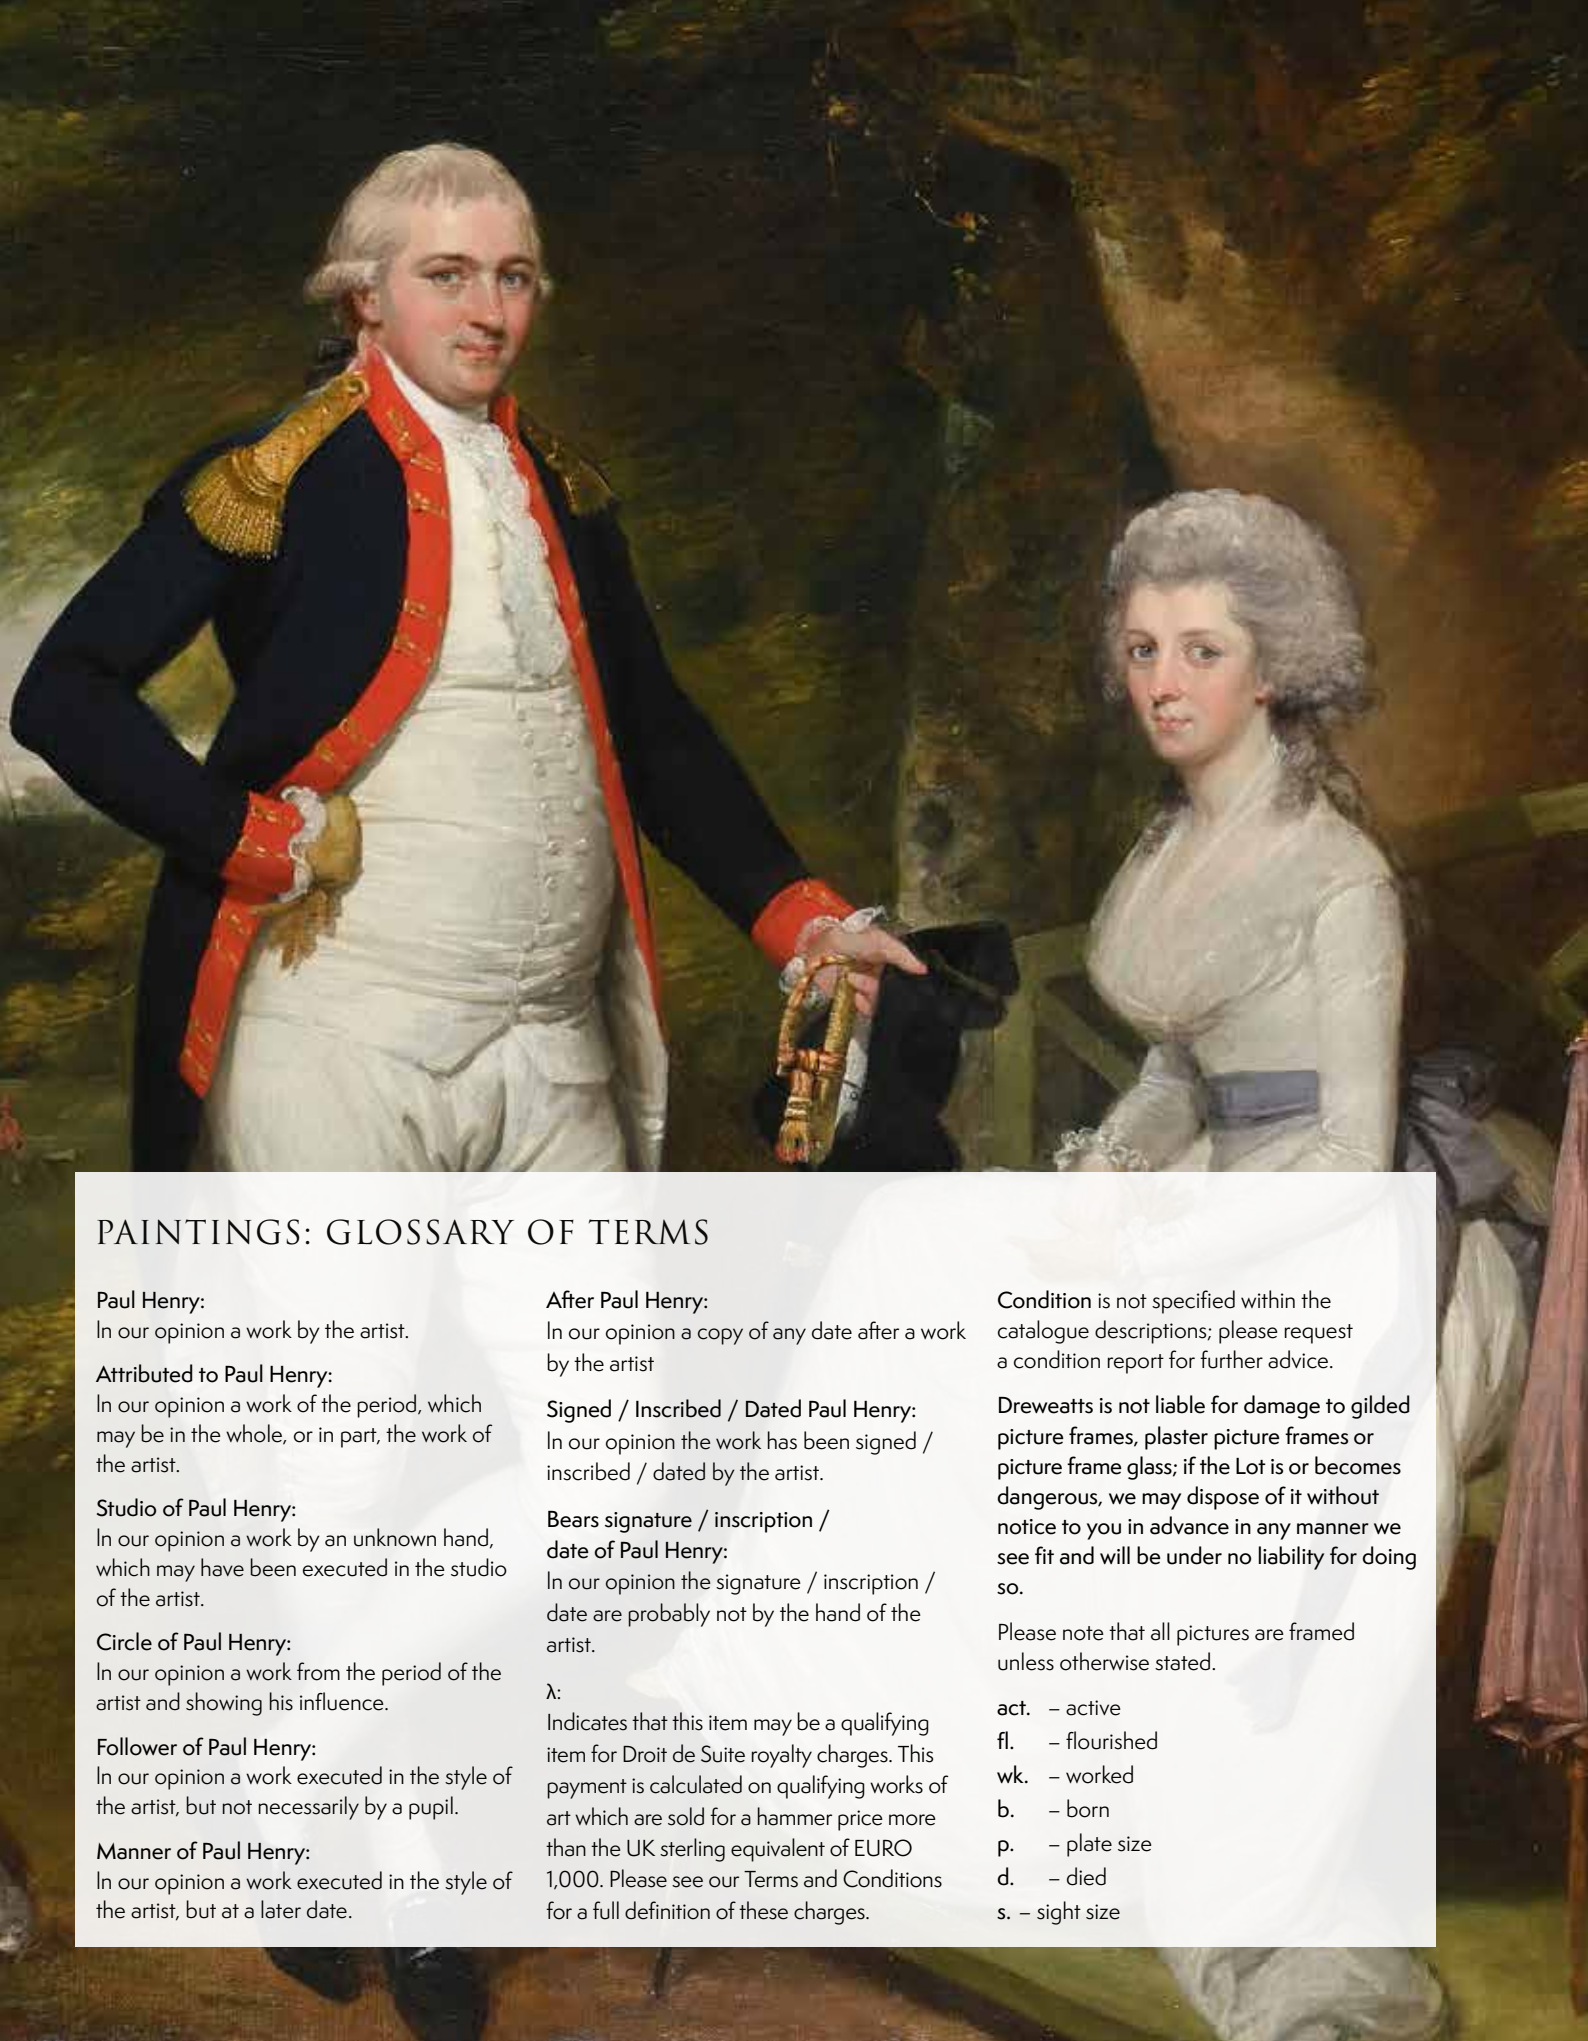 PAINTINGS: GLOSSARY OF TERMS
Paul Henry:
In our opinion a work by the artist.
Attributed to Paul Henry:
In our opinion a work of the period, which
may be in the whole, or in part, the work of
the artist.
Studio of Paul Henry:
In our opinion a work by an unknown hand,
which may have been executed in the studio
of the artist.
Circle of Paul Henry:
In our opinion a work from the period of the
artist and showing his influence.
Follower of Paul Henry:
In our opinion a work executed in the style of
the artist, but not necessarily by a pupil.
Manner of Paul Henry:
In our opinion a work executed in the style of
the artist, but at a later date.
After Paul Henry:
In our opinion a copy of any date after a work
by the artist
Signed / Inscribed / Dated Paul Henry:
In our opinion the work has been signed /
inscribed / dated by the artist.
Bears signature / inscription /
date of Paul Henry:
In our opinion the signature / inscription /
date are probably not by the hand of the
artist.
λ:
Indicates that this item may be a qualifying
item for Droit de Suite royalty charges. This
payment is calculated on qualifying works of
art which are sold for a hammer price more
than the UK sterling equivalent of EURO
1,000. Please see our Terms and Conditions
for a full definition of these charges.
Condition is not specified within the
catalogue descriptions; please request
a condition report for further advice.
Dreweatts is not liable for damage to gilded
picture frames, plaster picture frames or
picture frame glass; if the Lot is or becomes
dangerous, we may dispose of it without
notice to you in advance in any manner we
see fit and will be under no liability for doing
so.
Please note that all pictures are framed
unless otherwise stated.
act. – active
fl. – flourished
wk. – worked
b. – born
p. – plate size
d. – died
s. – sight size